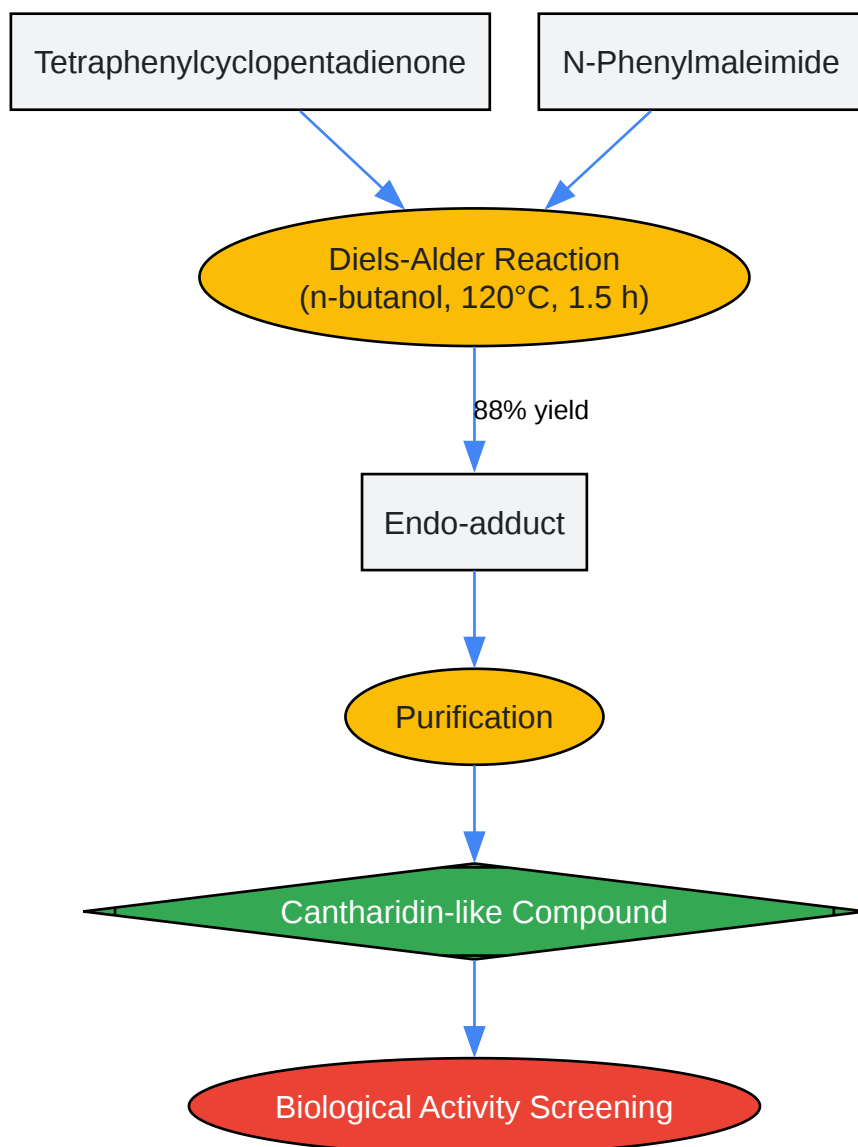 Tetraphenylcyclopentadienone
N-Phenylmaleimide
Diels-Alder Reaction
(n-butanol, 120°C, 1.5 h)
88% yield
Endo-adduct
Purification
Cantharidin-like Compound
Biological Activity Screening